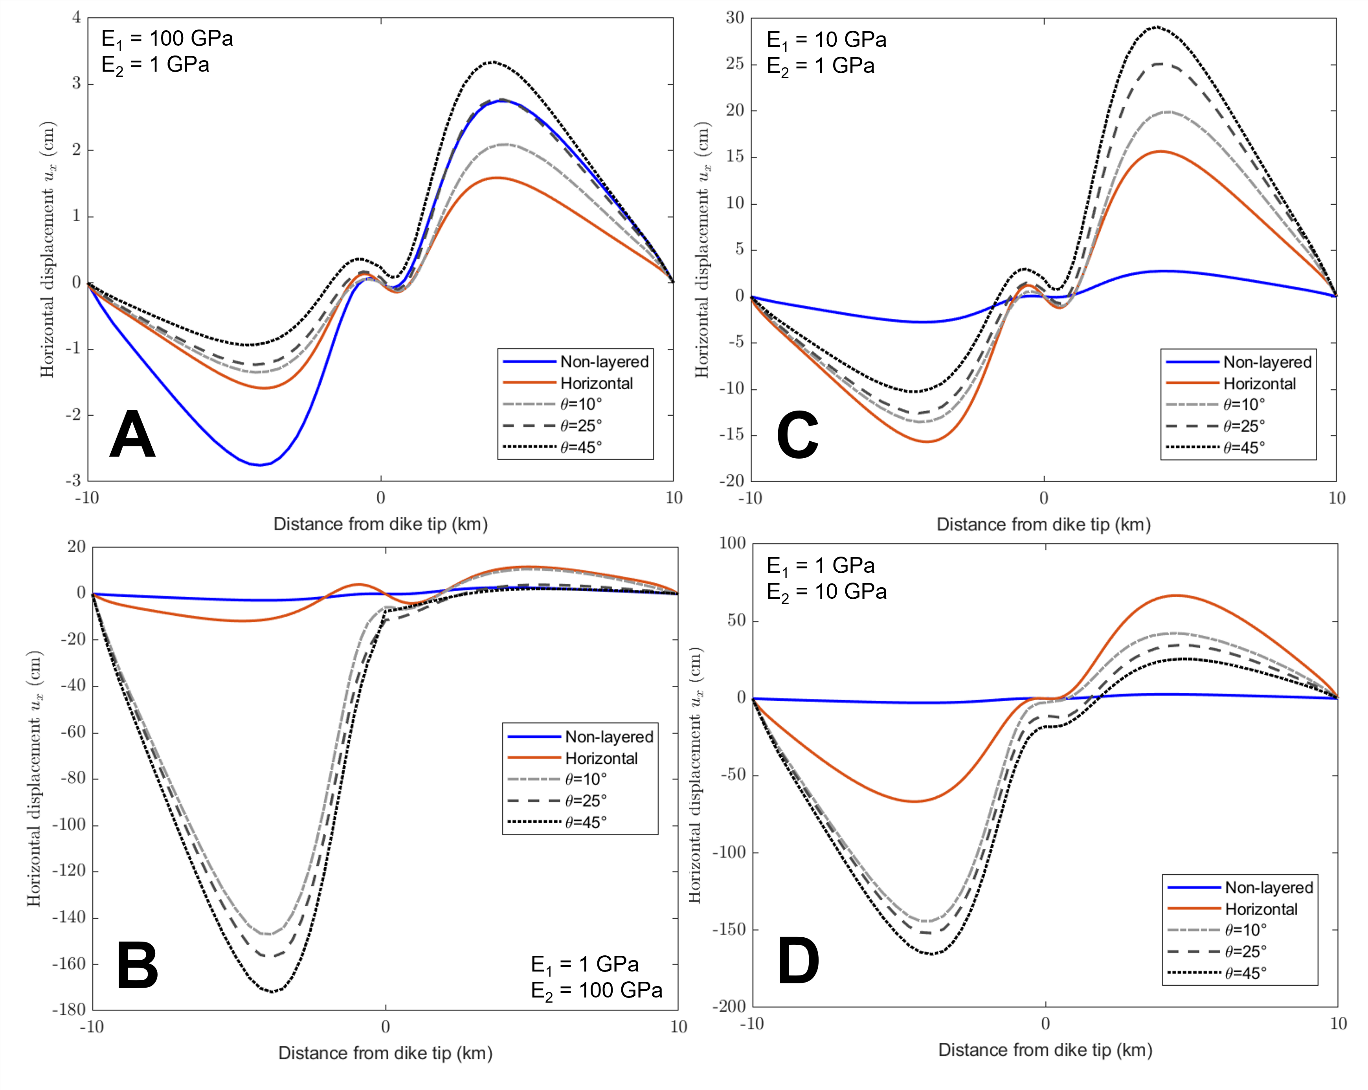 E1 = 100 GPa
E2 = 1 GPa
Horizontal displacement ux (cm)
4
3
2
1
0
-1
-2
-3
-10
0
10
Distance from dike tip (km)
Non-layered
Horizontal
θ=10°
θ=25°
θ=45°
A
E1 = 10 GPa
E2 = 1 GPa
Horizontal displacement ux (cm)
30
25
20
15
10
5
0
-5
-10
-15
-20
-10
0
10
Distance from dike tip (km)
Non-layered
Horizontal
θ=10°
θ=25°
θ=45°
C
Horizontal displacement ux (cm)
20
0
-20
-40
-60
-80
-100
-120
-140
-160
-180
-10
0
10
Distance from dike tip (km)
Non-layered
Horizontal
θ=10°
θ=25°
θ=45°
B
E1 = 1 GPa
E2 = 100 GPa
E1 = 1 GPa
E2 = 10 GPa
Horizontal displacement ux (cm)
100
50
0
-50
-100
-150
-200
-10
0
10
Distance from dike tip (km)
Non-layered
Horizontal
θ=10°
θ=25°
θ=45°
D